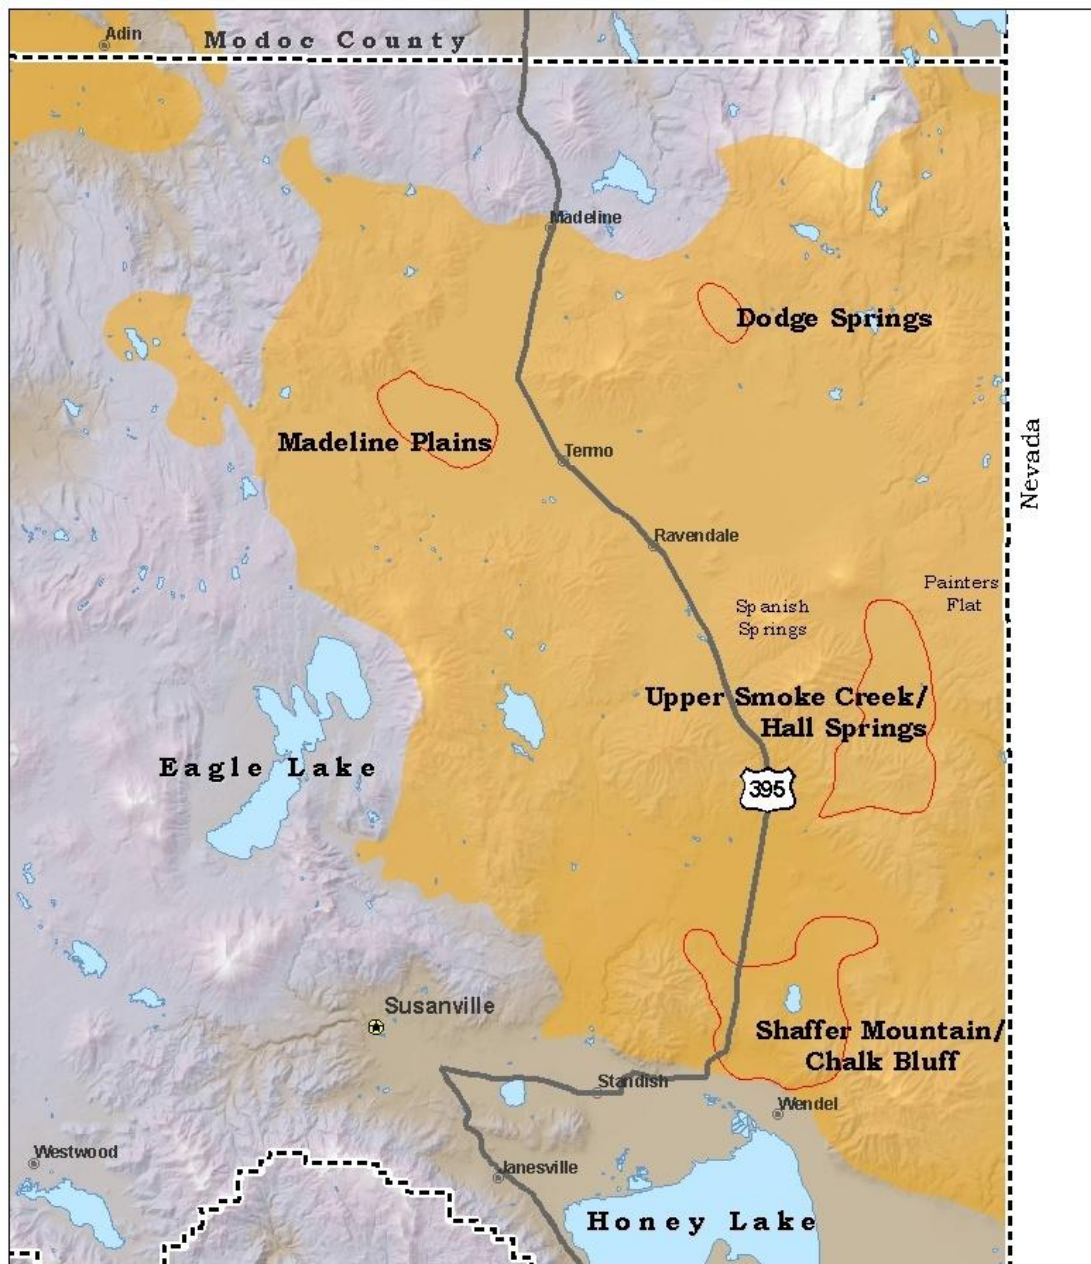 Adin
Modoc County
Madeline
Dodge Springs
Madeline Plains
Termo
Nevada
Ravendale
Painters
Flat
Spanish
Springs
Upper Smoke Creek/
Hall Springs
Eagle Lake
395
Susanville
Shaffer Mountain/
Chalk Bluff
Standish
Wendel
Westwood
Janesville
Honey Lake